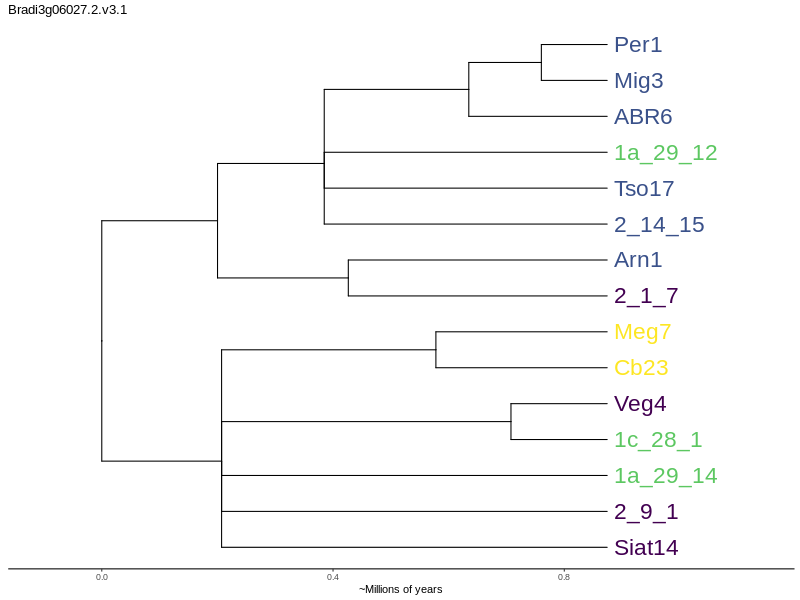 Bradi3g06027.2.v3.1
Per1
Mig3
ABR6
1a_29_12
Tso17
2_14_15
Arn1
2_1_7
Meg7
Cb23
Veg4
1c_28_1
1a_29_14
2_9_1
Siat14
0.0 0.4 0.8
~Millions of years